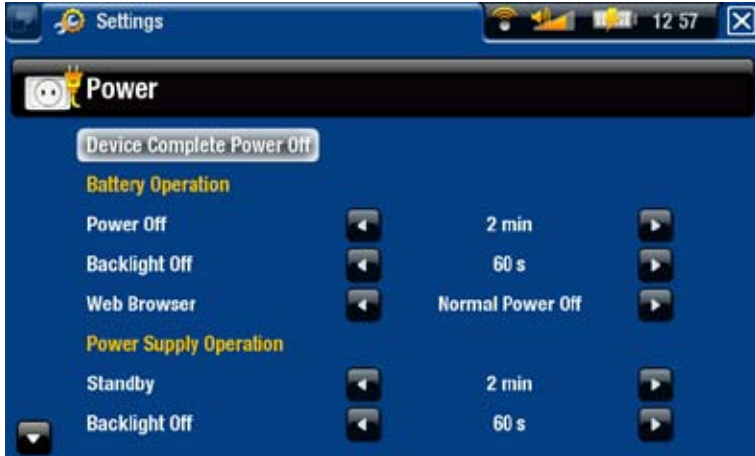 Settings 12 57
Power
Device Complete Power Off
Battery Operation
Power Off 2 min
Backlight Off 60 s
Web Browser Normal Power Off
Power Supply Operation
Standby 2 min
Backlight Off 60 s